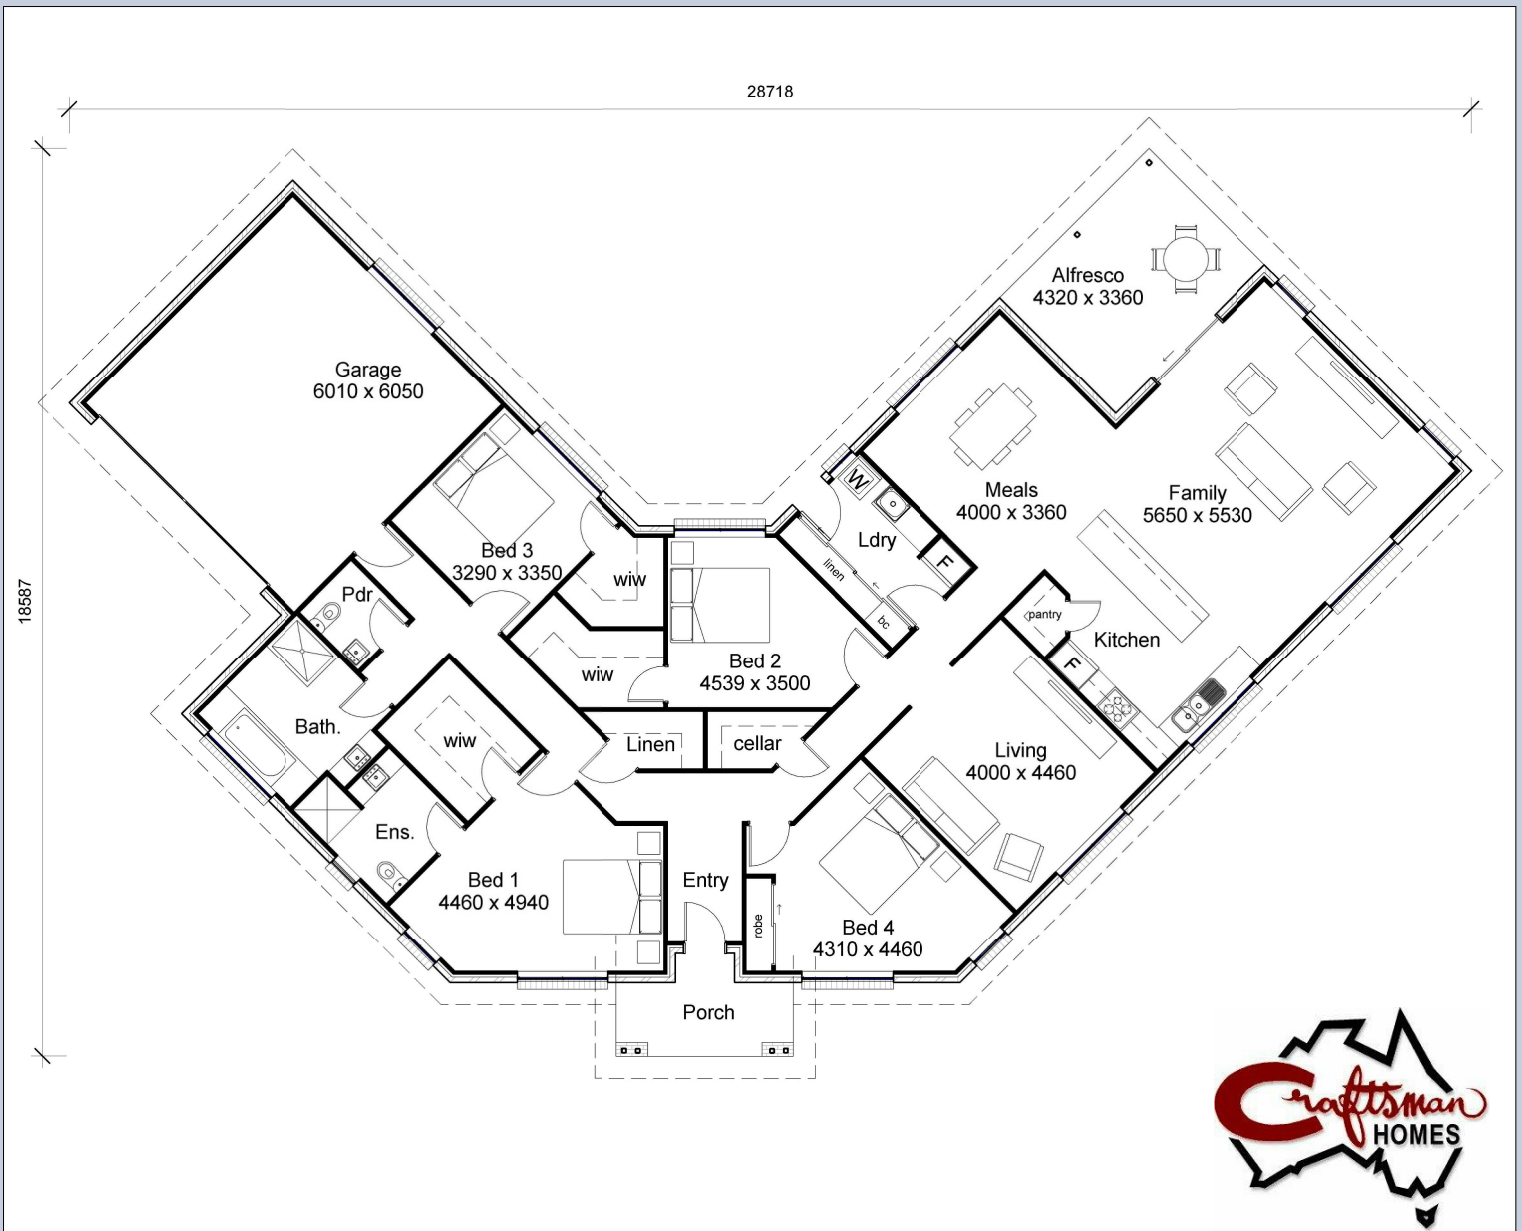 28718
18587
Alfresco
4320 x 3360
Garage
6010 x 6050
Meals
4000 x 3360
Family
5650 x 5530
W
Ldry
F
linen
bc
Bed 3
3290 x 3350
wiw
Pdr
pantry
Kitchen
F
Bed 2
4539 x 3500
wiw
Bath.
wiw
Linen
cellar
Living
4000 x 4460
Ens.
Bed 1
4460 x 4940
Entry
robe
Bed 4
4310 x 4460
Porch
Craftsman
HOMES